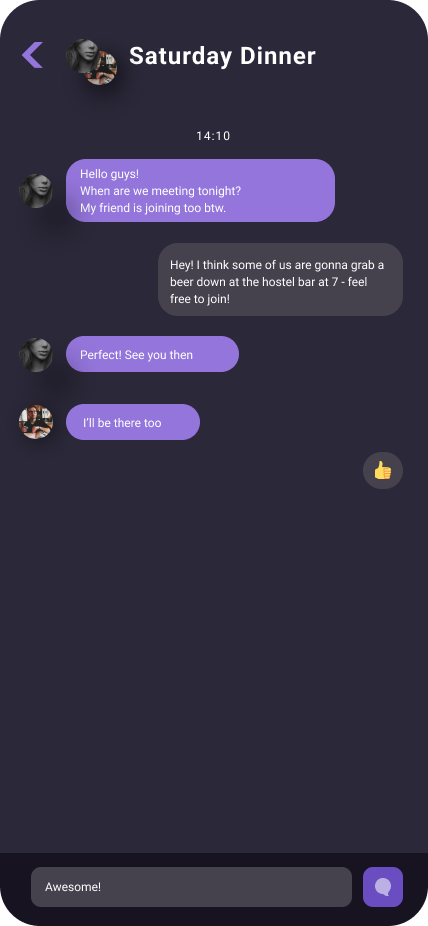 Saturday Dinner
14:10
Hello guys!
When are we meeting tonight?
My friend is joining too btw.
Hey! I think some of us are gonna grab a
beer down at the hostel bar at 7 - feel
free to join!
Perfect! See you then
I'll be there too
Awesome!